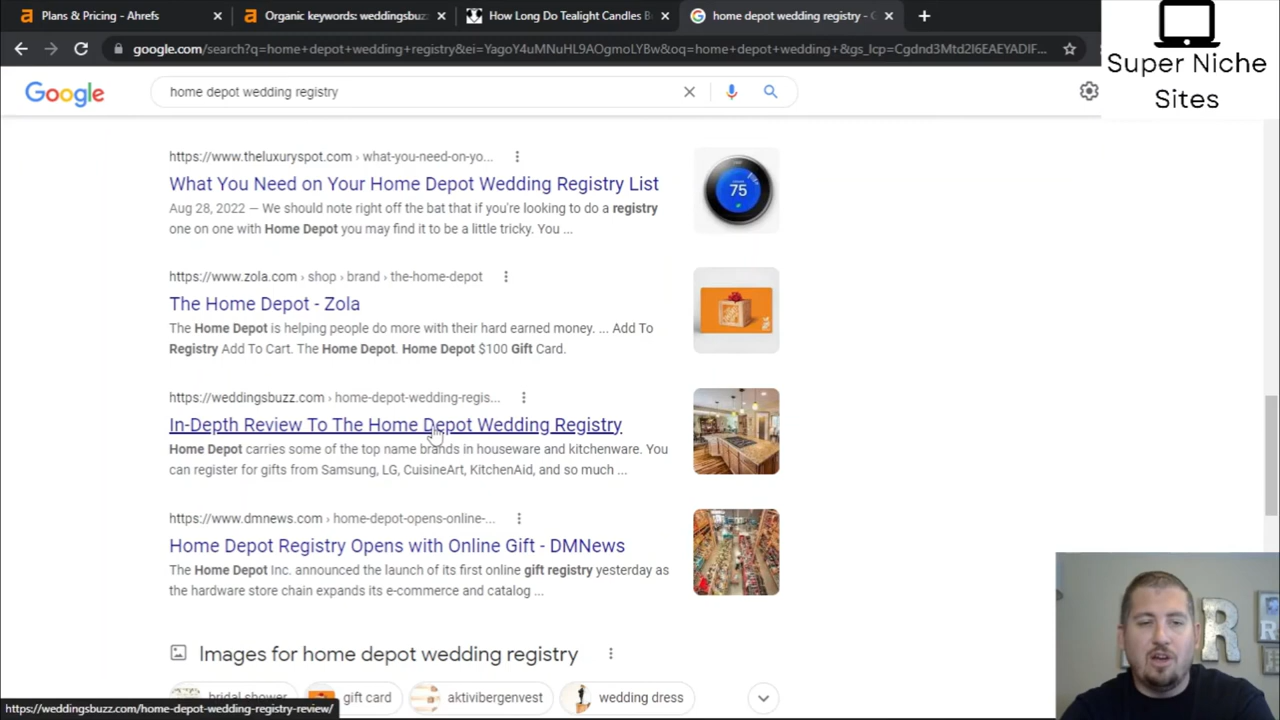 Plans & Pricing - Ahrefs
Organic keywords: weddingsbuzz
How Long Do Tealight Candles B
home depot wedding registry - G
google.com/search?q=home+depot+wedding+registry&ei=YagoY4uMNuHL9AOgmoLYBw&oq=home+depot+wedding+&gs_lcp=Cgdnd3Mtd2l6EAEYADIF...
Super Niche
Sites
Google
home depot wedding registry
https://www.theluxuryspot.com › what-you-need-on-yo...
What You Need on Your Home Depot Wedding Registry List
Aug 28, 2022 — We should note right off the bat that if you're looking to do a registry
one on one with Home Depot you may find it to be a little tricky. You ...
75
https://www.zola.com › shop › brand › the-home-depot
The Home Depot - Zola
The Home Depot is helping people do more with their hard earned money. ... Add To
Registry Add To Cart. The Home Depot. Home Depot $100 Gift Card.
https://weddingsbuzz.com › home-depot-wedding-regis...
In-Depth Review To The Home Depot Wedding Registry
Home Depot carries some of the top name brands in houseware and kitchenware. You
can register for gifts from Samsung, LG, CuisineArt, KitchenAid, and so much ...
https://www.dmnews.com › home-depot-opens-online-...
Home Depot Registry Opens with Online Gift - DMNews
The Home Depot Inc. announced the launch of its first online gift registry yesterday as
the hardware store chain expands its e-commerce and catalog ...
Images for home depot wedding registry
bridal shower
gift card
aktivibergenvest
wedding dress
https://weddingsbuzz.com/home-depot-wedding-registry-review/
R